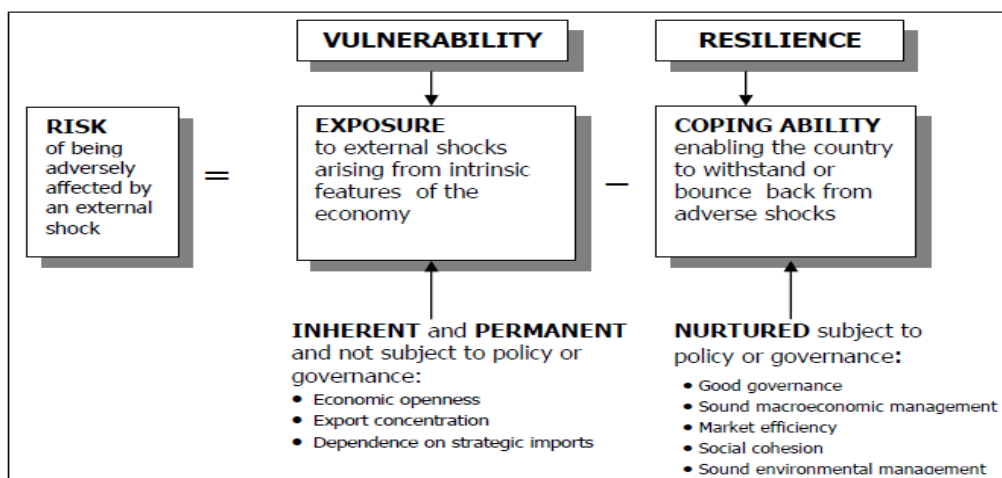 VULNERABILITY
RESILIENCE
RISK
of being
adversely
affected by
an external
shock
=
EXPOSURE
to external shocks
arising from intrinsic
features of the
economy
–
COPING ABILITY
enabling the country
to withstand or
bounce back from
adverse shocks
INHERENT and PERMANENT
and not subject to policy or
governance:
• Economic openness
• Export concentration
• Dependence on strategic imports
NURTURED subject to
policy or governance:
• Good governance
• Sound macroeconomic management
• Market efficiency
• Social cohesion
• Sound environmental management